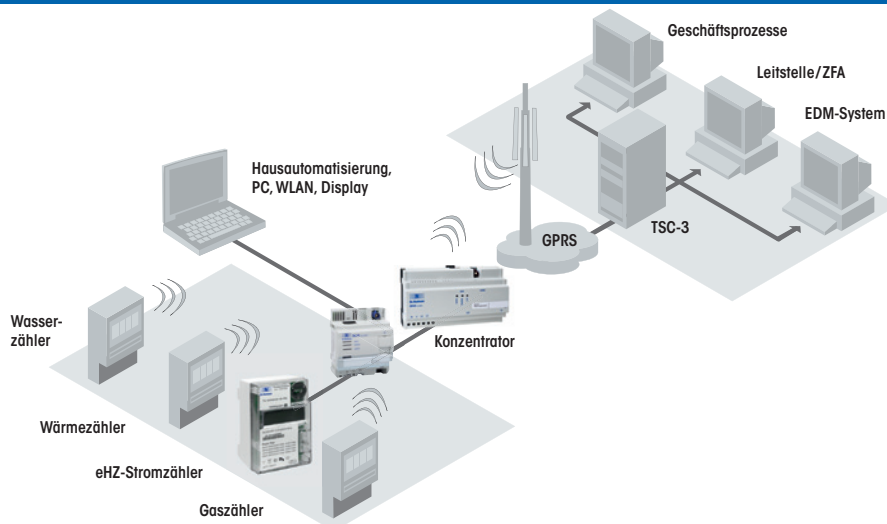 Geschäftsprozesse
Leitstelle/ZFA
EDM-System
Hausautomatisierung,
PC, WLAN, Display
GPRS
TSC-3
Wasser-
zähler
Konzentrator
Wärmezähler
eHZ-Stromzähler
Gaszähler